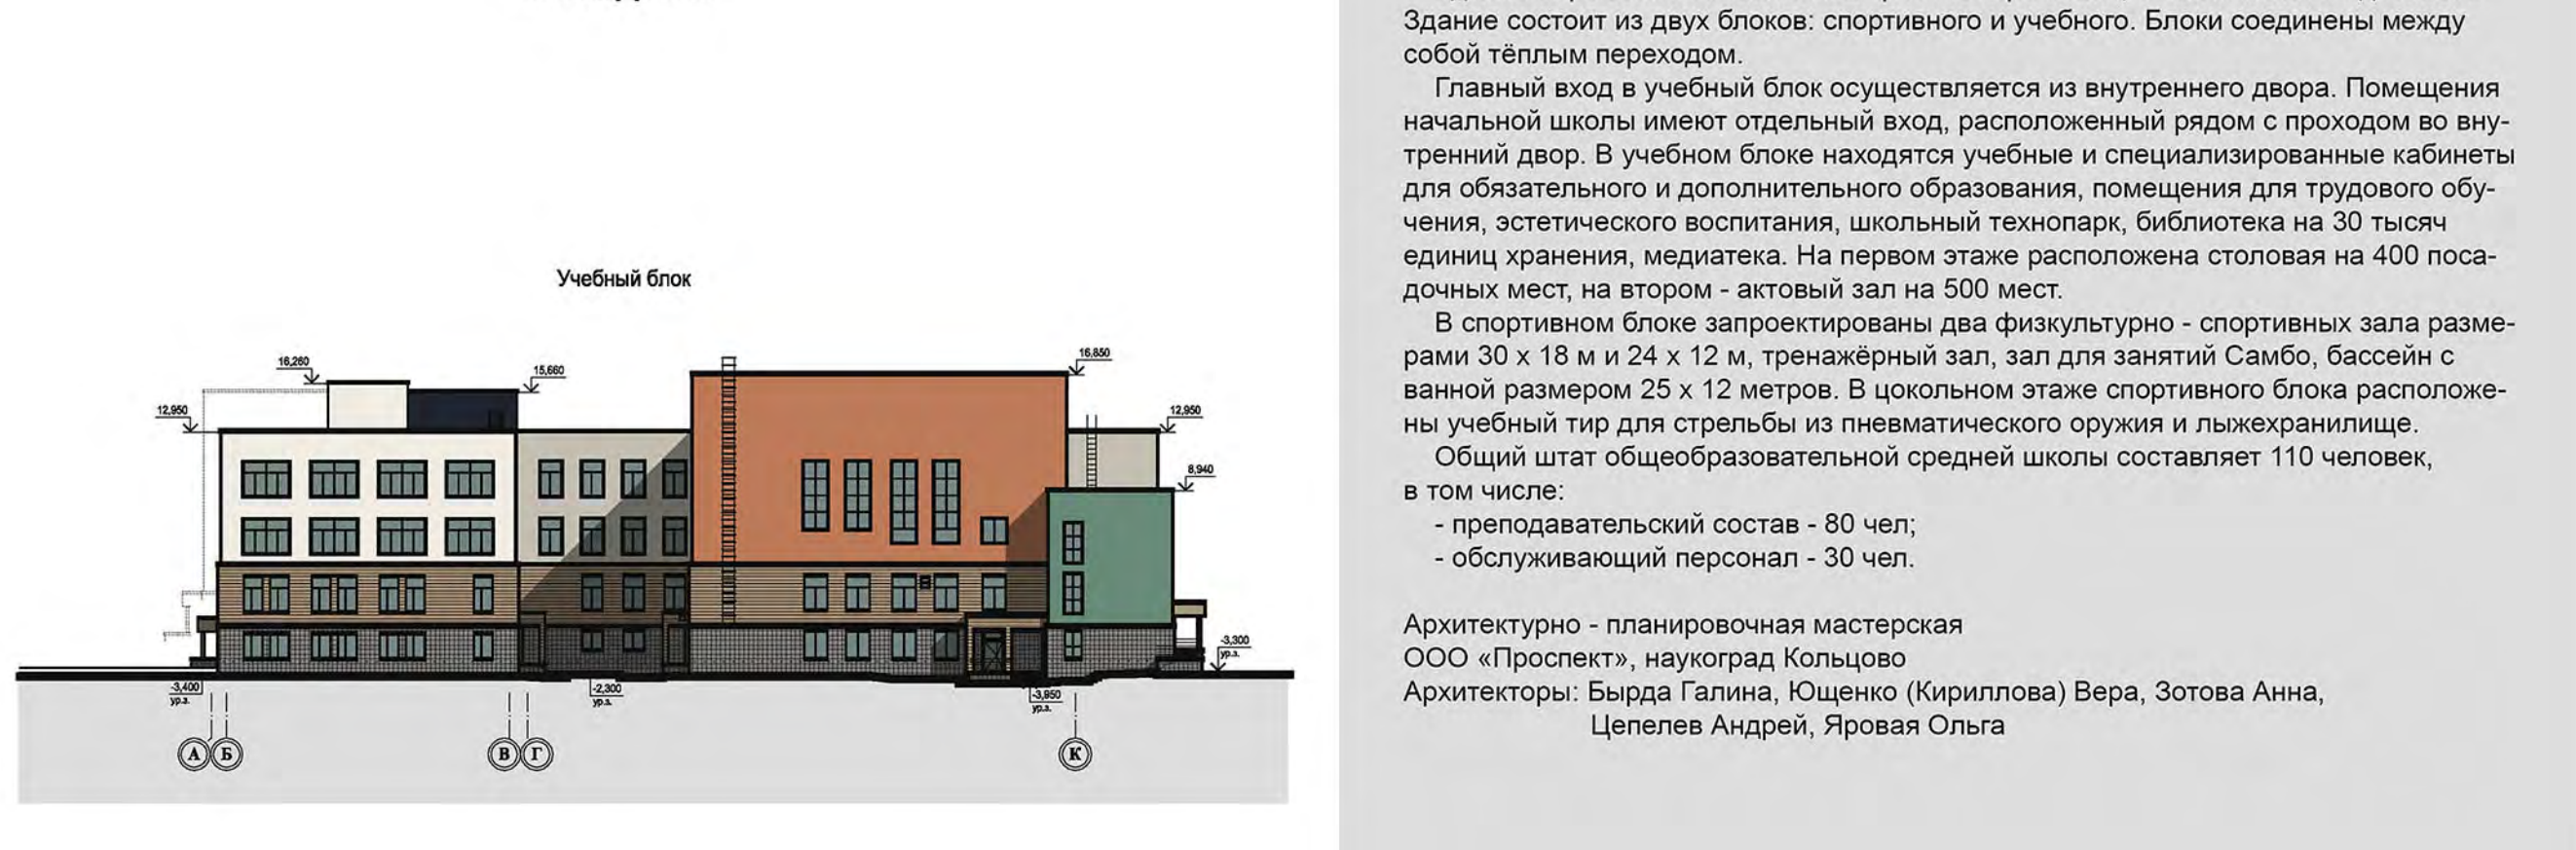 Учебный блок
16,260
15,660
16,850
12,950
12,950
8,940
-3,300
ур.з.
-3,400
ур.з.
-2,300
ур.з.
-3,850
ур.з.
А Б В Г К
Здание состоит из двух блоков: спортивного и учебного. Блоки соединены между
собой тёплым переходом.
Главный вход в учебный блок осуществляется из внутреннего двора. Помещения
начальной школы имеют отдельный вход, расположенный рядом с проходом во вну-
тренний двор. В учебном блоке находятся учебные и специализированные кабинеты
для обязательного и дополнительного образования, помещения для трудового обу-
чения, эстетического воспитания, школьный технопарк, библиотека на 30 тысяч
единиц хранения, медиатека. На первом этаже расположена столовая на 400 поса-
дочных мест, на втором - актовый зал на 500 мест.
В спортивном блоке запроектированы два физкультурно - спортивных зала разме-
рами 30 х 18 м и 24 х 12 м, тренажёрный зал, зал для занятий Самбо, бассейн с
ванной размером 25 х 12 метров. В цокольном этаже спортивного блока расположе-
ны учебный тир для стрельбы из пневматического оружия и лыжехранилище.
Общий штат общеобразовательной средней школы составляет 110 человек,
в том числе:
- преподавательский состав - 80 чел;
- обслуживающий персонал - 30 чел.
Архитектурно - планировочная мастерская
ООО «Проспект», наукоград Кольцово
Архитекторы: Бырда Галина, Ющенко (Кириллова) Вера, Зотова Анна,
Цепелев Андрей, Яровая Ольга